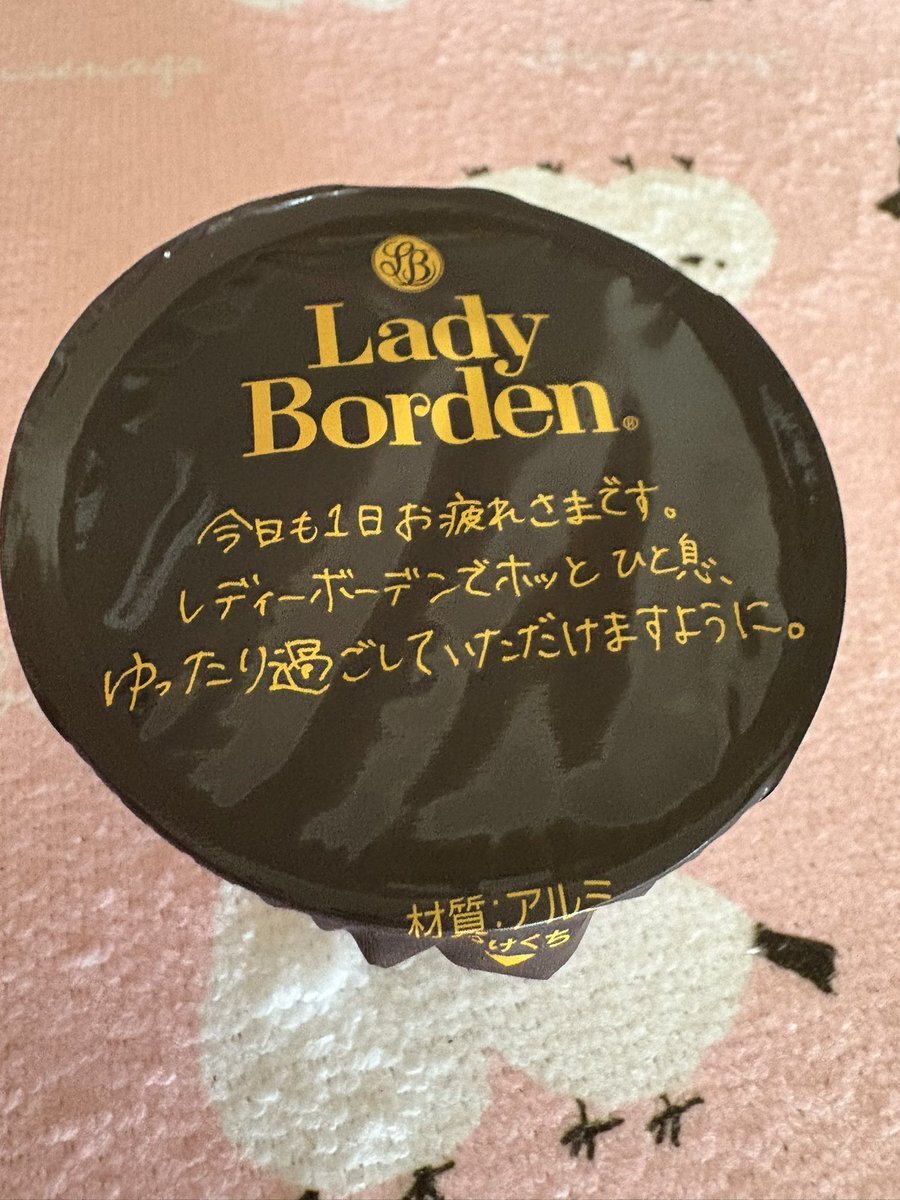 LB
Lady
Borden®
今日も1日お疲れさまです。
レディーボーデンでホッとひと息、
ゆったり過ごしていただけますように。
材質:アルミ
けくち